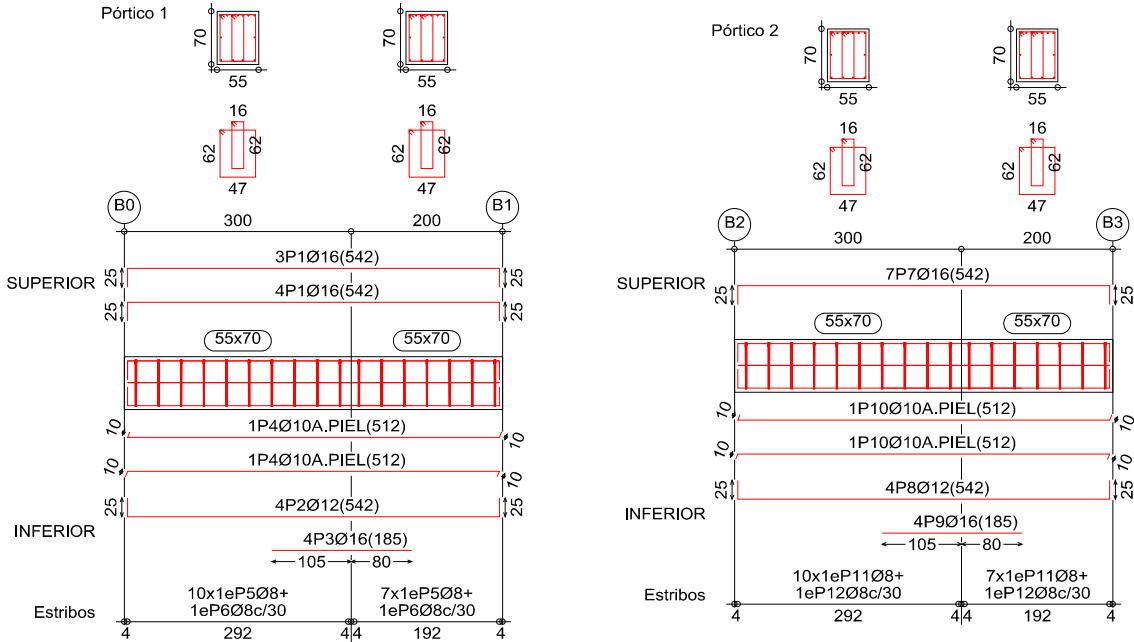 Pórtico 1
70
55
70
55
16
62
62
47
16
62
62
47
B0
B1
300
200
SUPERIOR
25
3P1Ø16(542)
25
25
4P1Ø16(542)
25
55x70
55x70
10
1P4Ø10A.PIEL(512)
10
10
1P4Ø10A.PIEL(512)
10
25
4P2Ø12(542)
25
INFERIOR
4P3Ø16(185)
105
80
Estribos
10x1eP5Ø8+
1eP6Ø8c/30
7x1eP5Ø8+
1eP6Ø8c/30
4
292
4
4
192
4
Pórtico 2
70
55
70
55
16
62
62
47
16
62
62
47
B2
B3
300
200
SUPERIOR
25
7P7Ø16(542)
25
55x70
55x70
10
1P10Ø10A.PIEL(512)
10
10
1P10Ø10A.PIEL(512)
10
25
4P8Ø12(542)
25
INFERIOR
4P9Ø16(185)
105
80
Estribos
10x1eP11Ø8+
1eP12Ø8c/30
7x1eP11Ø8+
1eP12Ø8c/30
4
292
4
4
192
4